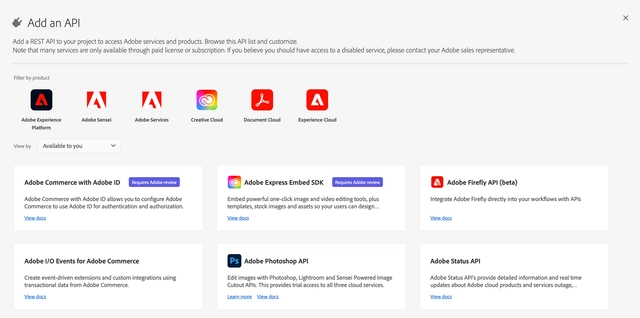 Add an API
Add a REST API to your project to access Adobe services and products. Browse this API list and customize.
Note that many services are only available through paid license or subscription. If you believe you should have access to a disabled service, please contact your Adobe sales representative.
Filter by product
Adobe Experience Platform
Adobe Sensei
Adobe Services
Creative Cloud
Document Cloud
Experience Cloud
View by
Available to you
Adobe Commerce with Adobe ID
Requires Adobe review
Adobe Commerce with Adobe ID allows you to configure Adobe
Commerce to use Adobe ID for authentication and authorization.
View docs
Adobe Express Embed SDK
Requires Adobe review
Embed powerful one-click image and video editing tools, plus
templates, stock images and assets so your users can design...
View docs
Adobe Firefly API (beta)
Integrate Adobe Firefly directly into your workflows with APIs
View docs
Adobe I/O Events for Adobe Commerce
Create event-driven extensions and custom integrations using
transactional data from Adobe Commerce.
View docs
Ps
Adobe Photoshop API
Edit images with Photoshop, Lightroom and Sensei Powered Image
Cutout APIs. This provides trial access to all three cloud services.
Learn more View docs
Adobe Status API
Adobe Status API's provide detailed information and real time
updates about Adobe cloud products and services outage,...
View docs